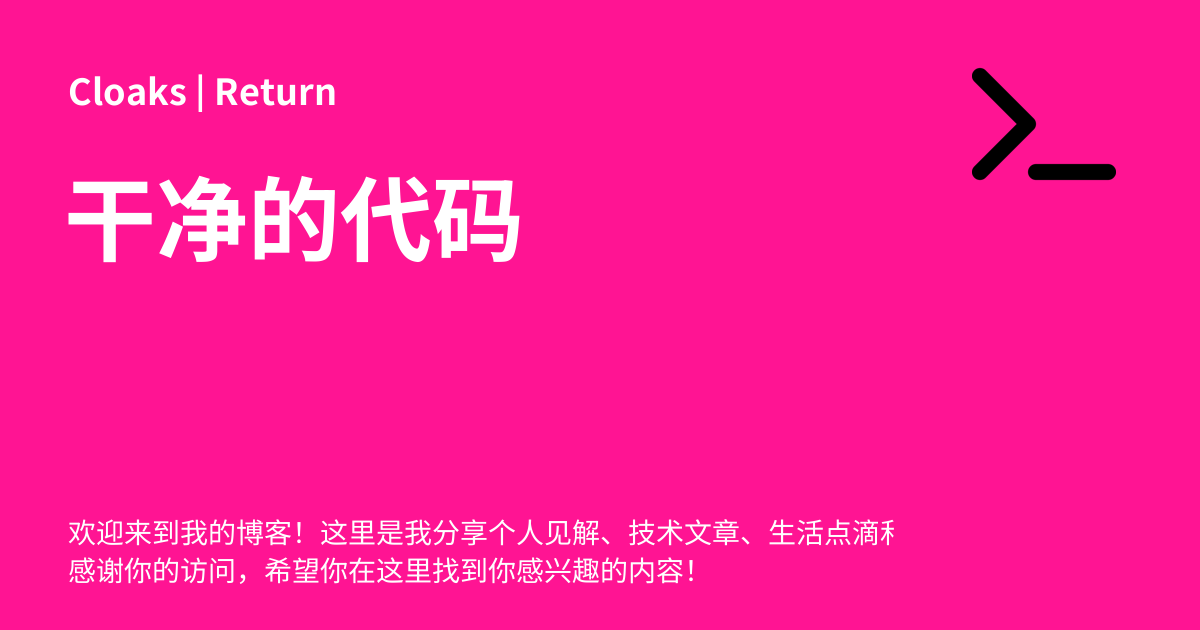 Cloaks | Return
干净的代码
欢迎来到我的博客！这里是我分享个人见解、技术文章、生活点滴
感谢你的访问，希望你在这里找到你感兴趣的内容！